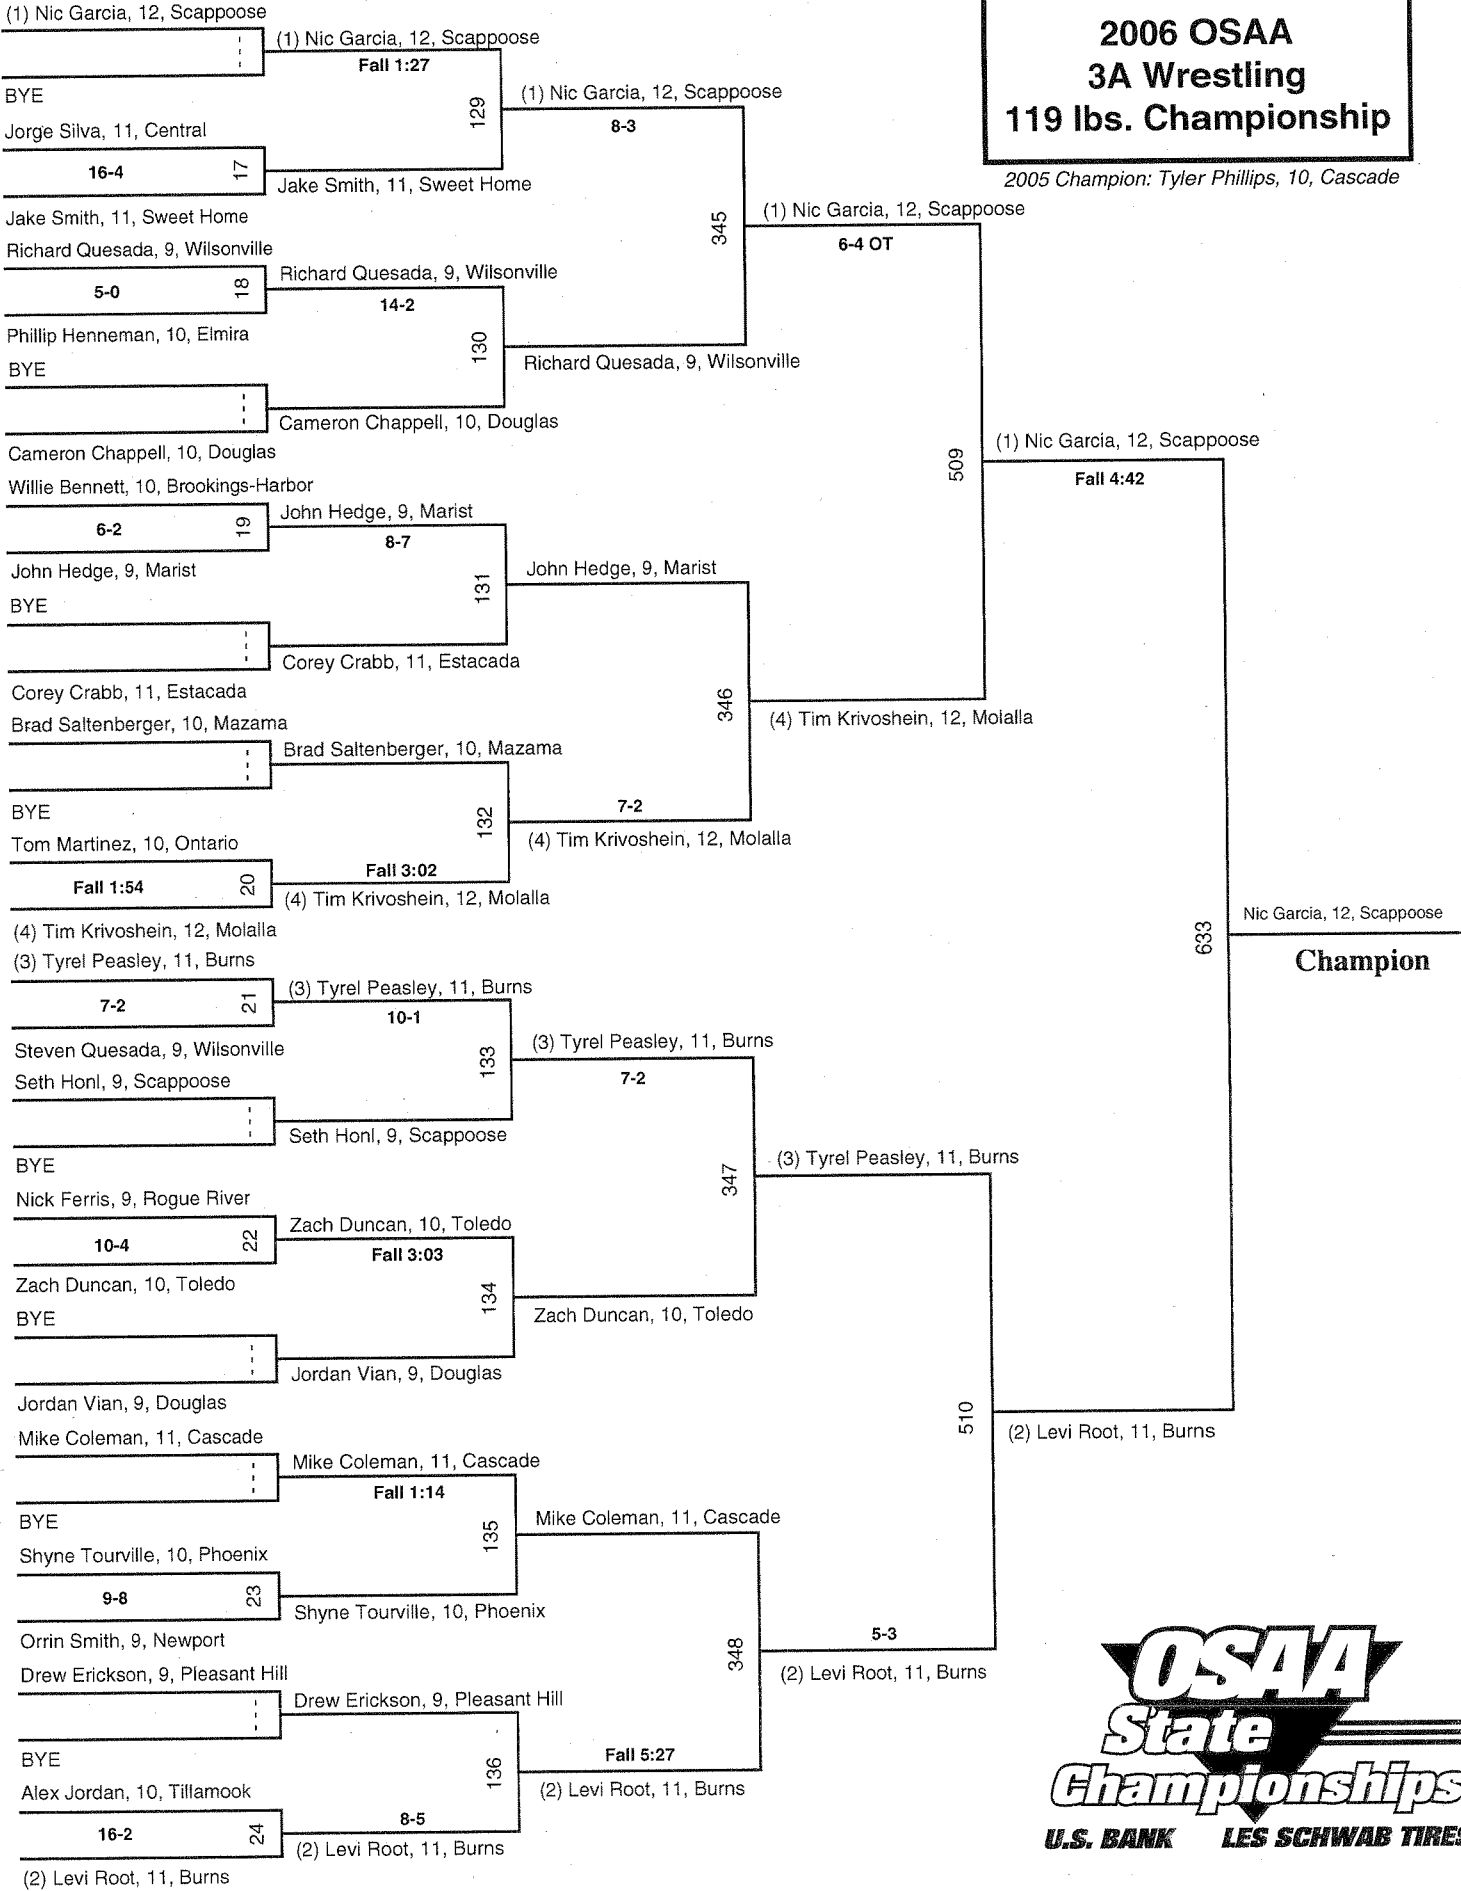 (1) Nic Garcia, 12, Scappoose
BYE
Jorge Silva, 11, Central
16-4
17
Jake Smith, 11, Sweet Home
Richard Quesada, 9, Wilsonville
5-0
18
Phillip Henneman, 10, Elmira
BYE
Cameron Chappell, 10, Douglas
Willie Bennett, 10, Brookings-Harbor
6-2
19
John Hedge, 9, Marist
BYE
Corey Crabb, 11, Estacada
Brad Saltenberger, 10, Mazama
BYE
Tom Martinez, 10, Ontario
Fall 1:54
20
(4) Tim Krivoshein, 12, Molalla
(3) Tyrel Peasley, 11, Burns
7-2
21
Steven Quesada, 9, Wilsonville
Seth Honl, 9, Scappoose
BYE
Nick Ferris, 9, Rogue River
10-4
22
Zach Duncan, 10, Toledo
BYE
Jordan Vian, 9, Douglas
Mike Coleman, 11, Cascade
BYE
Shyne Tourville, 10, Phoenix
9-8
23
Orrin Smith, 9, Newport
Drew Erickson, 9, Pleasant Hill
BYE
Alex Jordan, 10, Tillamook
16-2
24
(2) Levi Root, 11, Burns
(1) Nic Garcia, 12, Scappoose
Fall 1:27
129
Jake Smith, 11, Sweet Home
Richard Quesada, 9, Wilsonville
14-2
130
Cameron Chappell, 10, Douglas
John Hedge, 9, Marist
8-7
131
Corey Crabb, 11, Estacada
Brad Saltenberger, 10, Mazama
132
Fall 3:02
(4) Tim Krivoshein, 12, Molalla
(3) Tyrel Peasley, 11, Burns
10-1
133
Seth Honl, 9, Scappoose
Zach Duncan, 10, Toledo
Fall 3:03
134
Jordan Vian, 9, Douglas
Mike Coleman, 11, Cascade
Fall 1:14
135
Shyne Tourville, 10, Phoenix
Drew Erickson, 9, Pleasant Hill
136
8-5
(2) Levi Root, 11, Burns
(1) Nic Garcia, 12, Scappoose
8-3
345
Richard Quesada, 9, Wilsonville
John Hedge, 9, Marist
346
7-2
(4) Tim Krivoshein, 12, Molalla
(3) Tyrel Peasley, 11, Burns
7-2
347
Zach Duncan, 10, Toledo
Mike Coleman, 11, Cascade
348
Fall 5:27
(2) Levi Root, 11, Burns
(1) Nic Garcia, 12, Scappoose
6-4 OT
509
(4) Tim Krivoshein, 12, Molalla
(3) Tyrel Peasley, 11, Burns
510
5-3
(2) Levi Root, 11, Burns
(1) Nic Garcia, 12, Scappoose
Fall 4:42
633
(2) Levi Root, 11, Burns
Nic Garcia, 12, Scappoose
Champion
2006 OSAA
3A Wrestling
119 lbs. Championship
2005 Champion: Tyler Phillips, 10, Cascade
OSAA
State
Championships
U.S. BANK LES SCHWAB TIRES